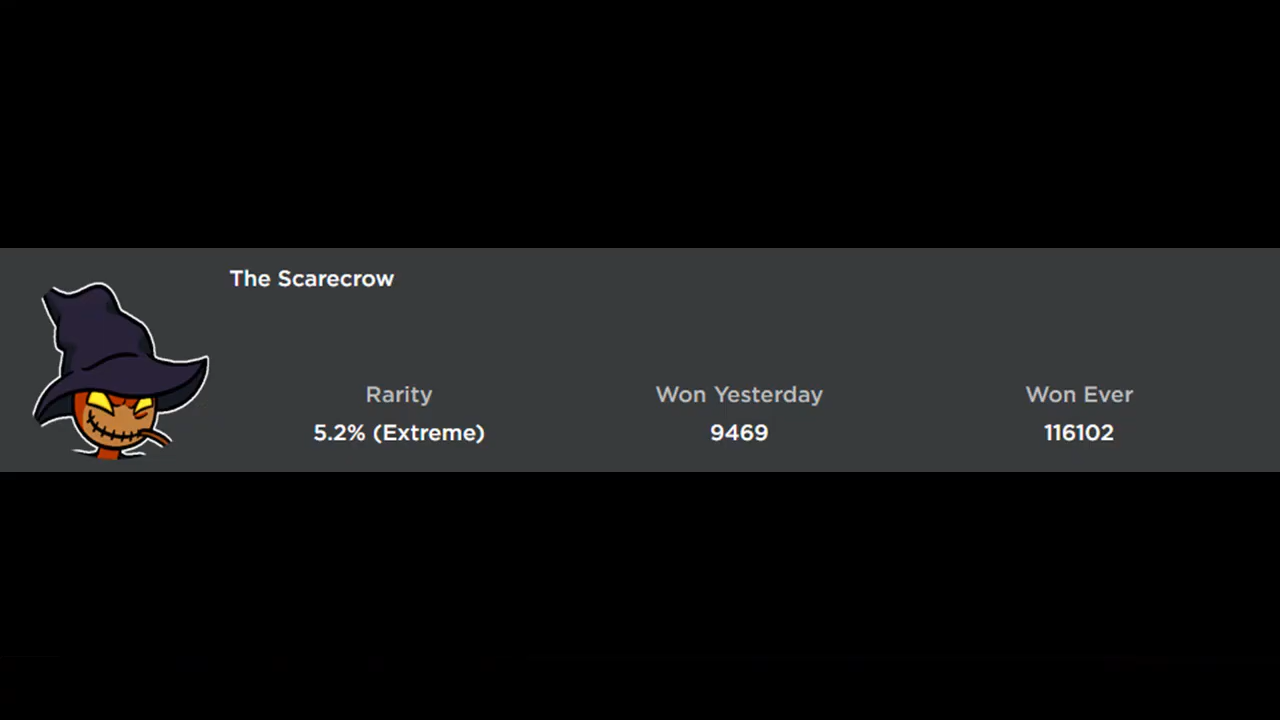 The Scarecrow
Rarity Won Yesterday Won Ever
5.2% (Extreme) 9469 116102